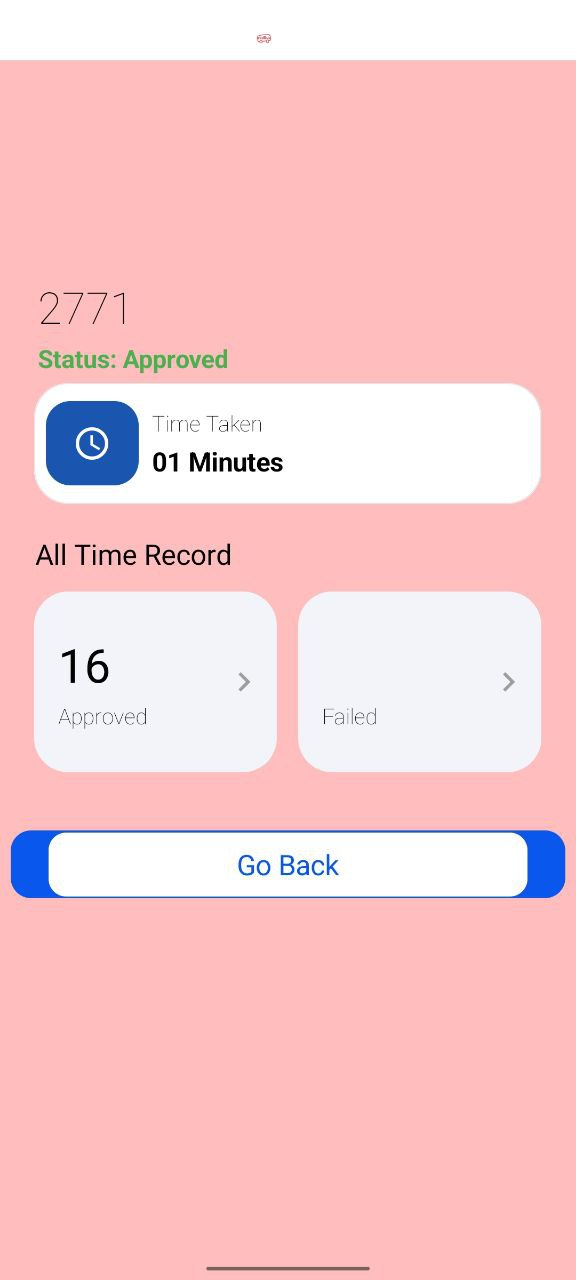 2771
Status: Approved
Time Taken
01 Minutes
All Time Record
16
Approved
Failed
Go Back